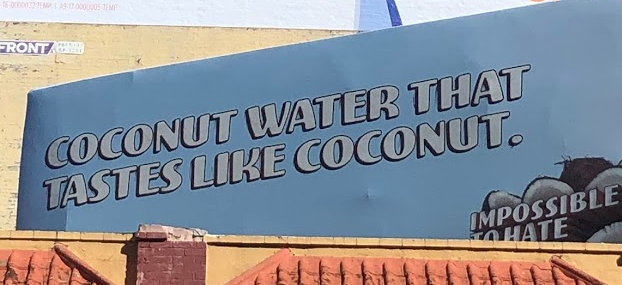 FRONT
COCONUT WATER THAT
TASTES LIKE COCONUT.
IMPOSSIBLE
TO HATE